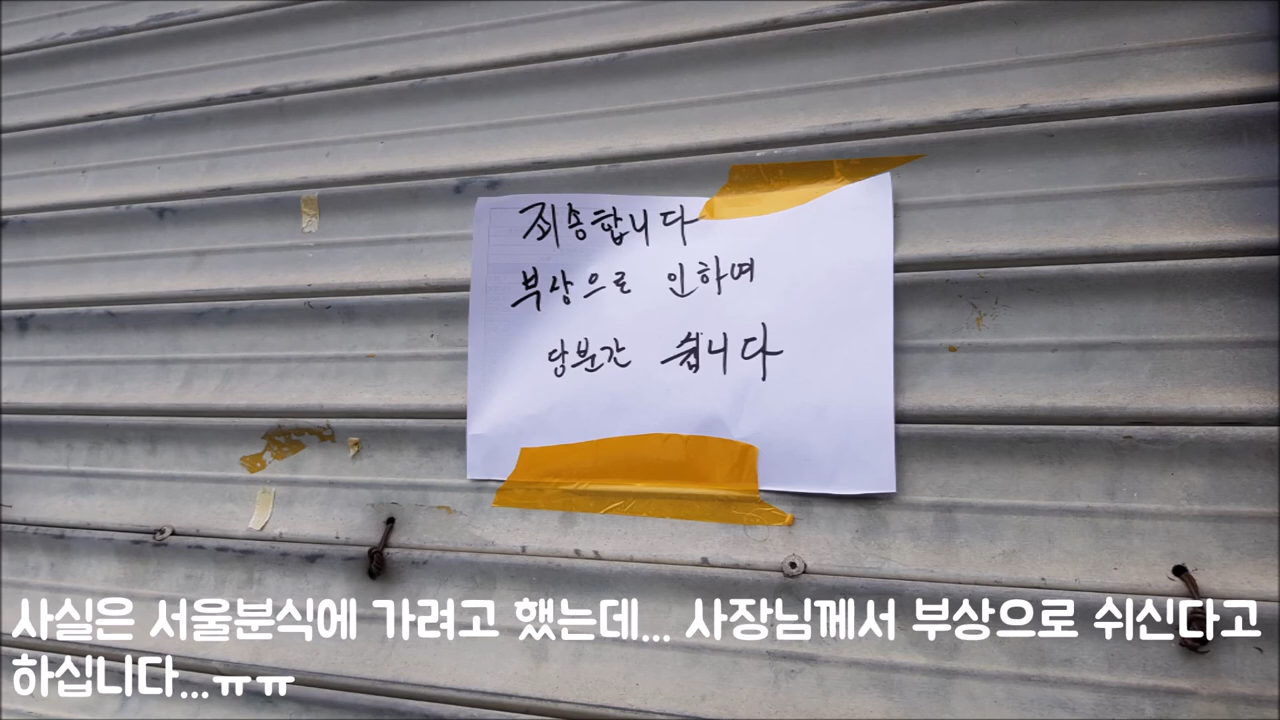 죄송합니다
부상으로 인하여
당분간 쉽니다
사실은 서울분식에 가려고 했는데... 사장님께서 부상으로 쉬신다고
하십니다...ㅠㅠ